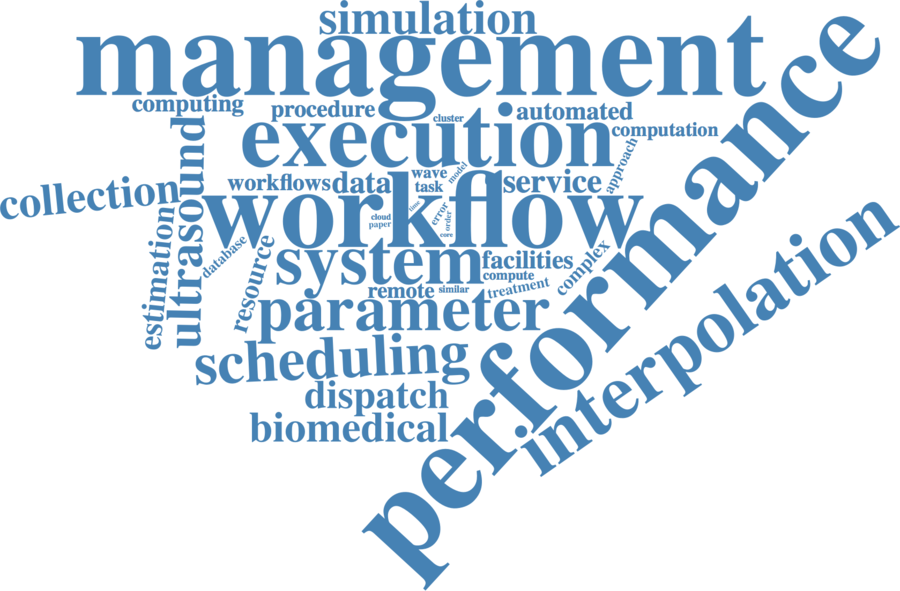 simulation
management
performance
computing
procedure
cluster
automated
execution
computation
approach
ultrasound
collection
workflows
data
wave
task
model
service
workflow
time
error
order
core
cloud
paper
estimation
database
resource
system
facilities
complex
compute
remote
similar
treatment
parameter
interpolation
scheduling
dispatch
biomedical